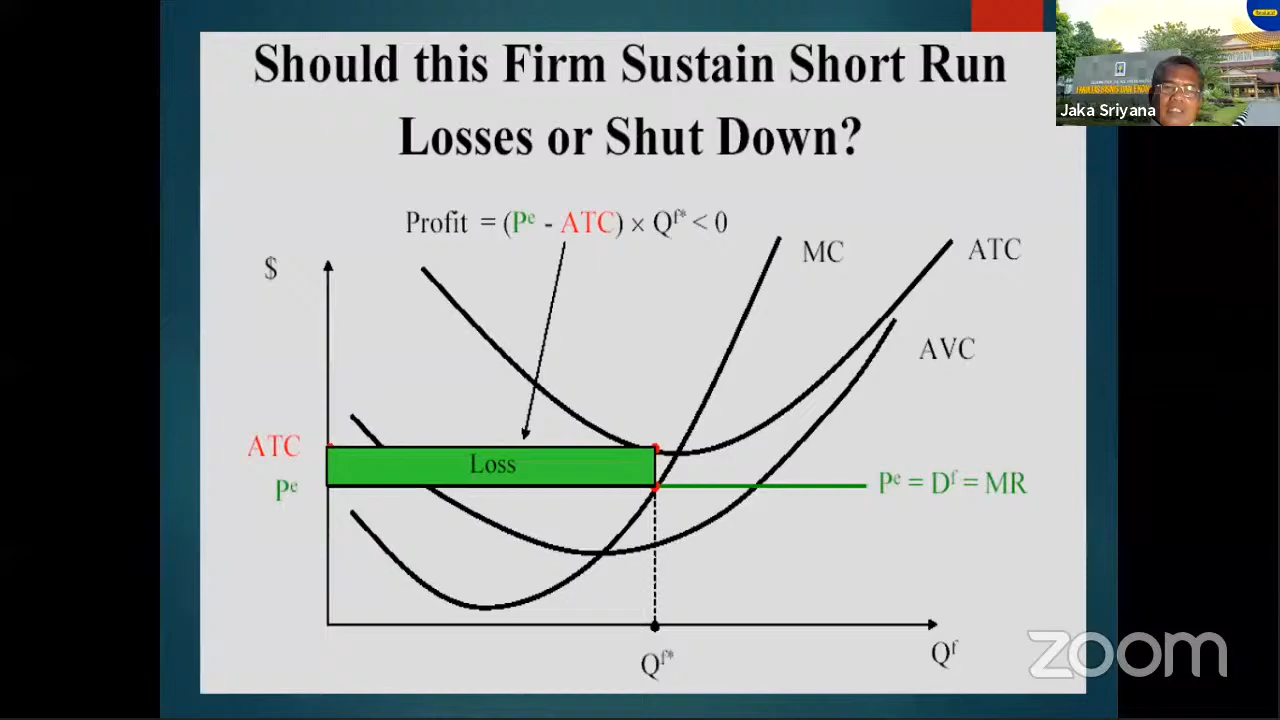 Should this Firm Sustain Short Run
Losses or Shut Down?
Jaka Sriyana
Profit = (Pᵉ - ATC) × Qᶠ* < 0
$
MC
ATC
AVC
ATC
Loss
Pᵉ
Pᵉ = Dᶠ = MR
Qᶠ*
Qᶠ
zoom